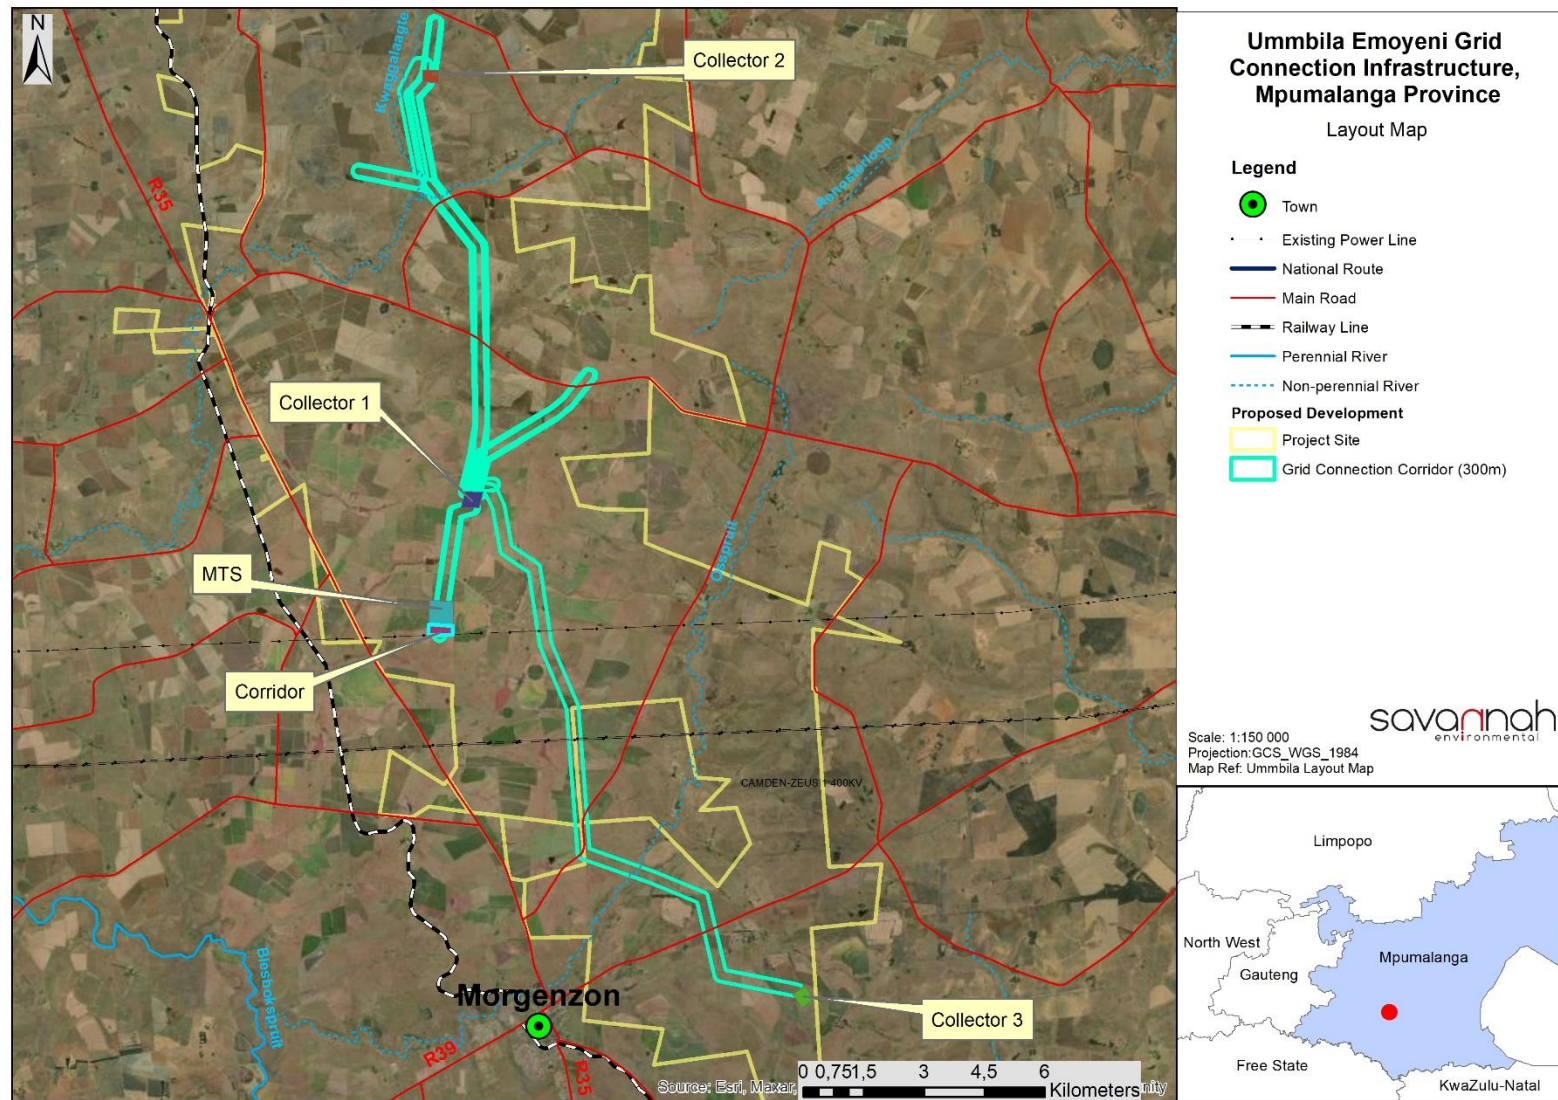 N
Collector 2
Kwaggalaagte
R35
Renosterloop
Collector 1
MTS
Osspruit
Corridor
CAMDEN-ZEUS 1 400KV
Blesbokspruit
Morgenzon
Collector 3
R39
R35
0 0,75 1,5 3 4,5 6
Kilometers
Source: Esri, Maxar,
Ummbila Emoyeni Grid
Connection Infrastructure,
Mpumalanga Province
Layout Map
Legend
Town
Existing Power Line
National Route
Main Road
Railway Line
Perennial River
Non-perennial River
Proposed Development
Project Site
Grid Connection Corridor (300m)
savannah
environmental
Scale: 1:150 000
Projection:GCS_WGS_1984
Map Ref: Ummbila Layout Map
Limpopo
North West
Gauteng
Mpumalanga
Free State
KwaZulu-Natal